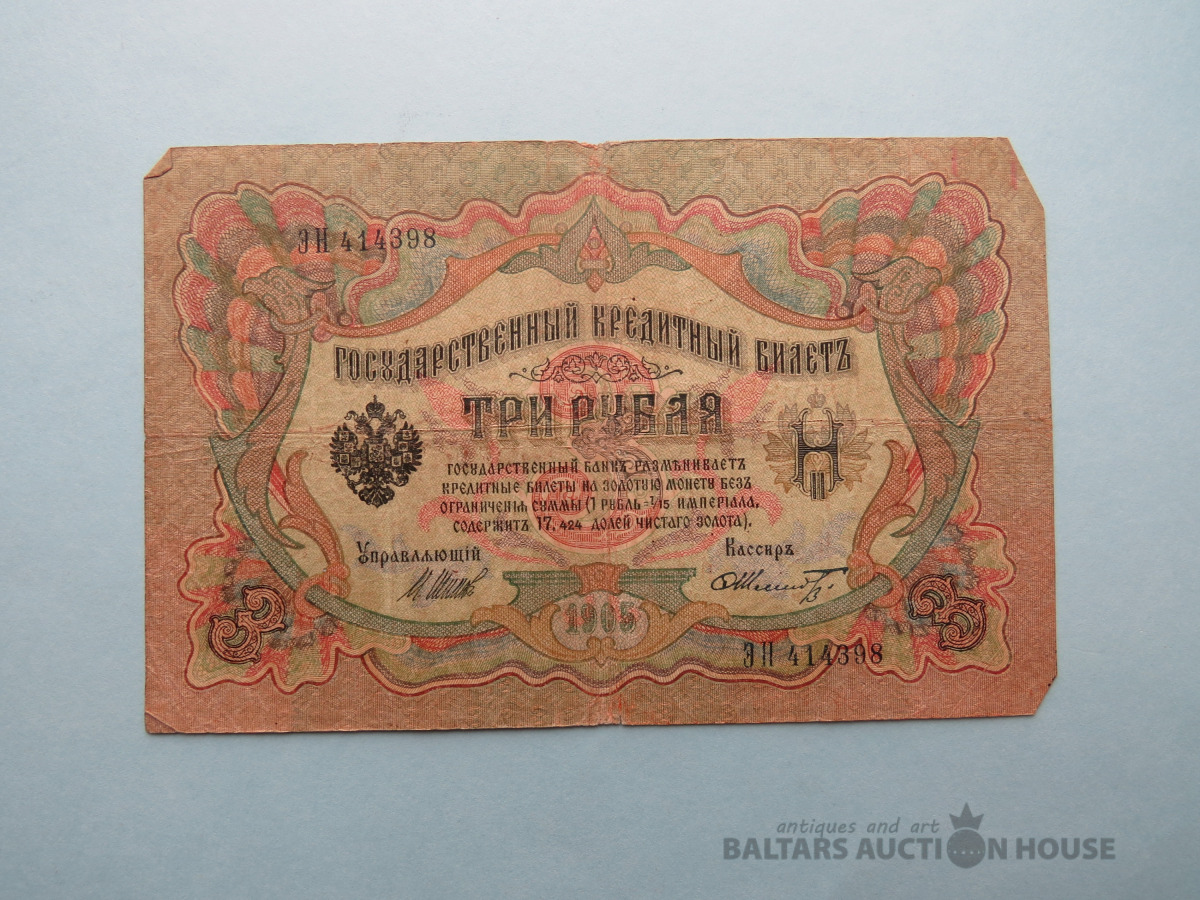 ЭН 414398
ГОСУДАРСТВЕННЫЙ КРЕДИТНЫЙ БИЛЕТЪ
ТРИ РУБЛЯ
ГОСУДАРСТВЕННЫЙ БАНКЪ РАЗМѢНИВАЕТЪ
КРЕДИТНЫЕ БИЛЕТЫ НА ЗОЛОТУЮ МОНЕТУ БЕЗЪ
ОГРАНИЧЕНІЯ СУММЫ (1 РУБЛЬ = 1/15 ИМПЕРІАЛА,
СОДЕРЖИТЪ 17,424 ДОЛЕЙ ЧИСТАГО ЗОЛОТА).
Н
II
Управляющій
Кассиръ
И. Шипов
3
1905
3
ЭН 414398
antiques and art
BALTARS AUCTION HOUSE